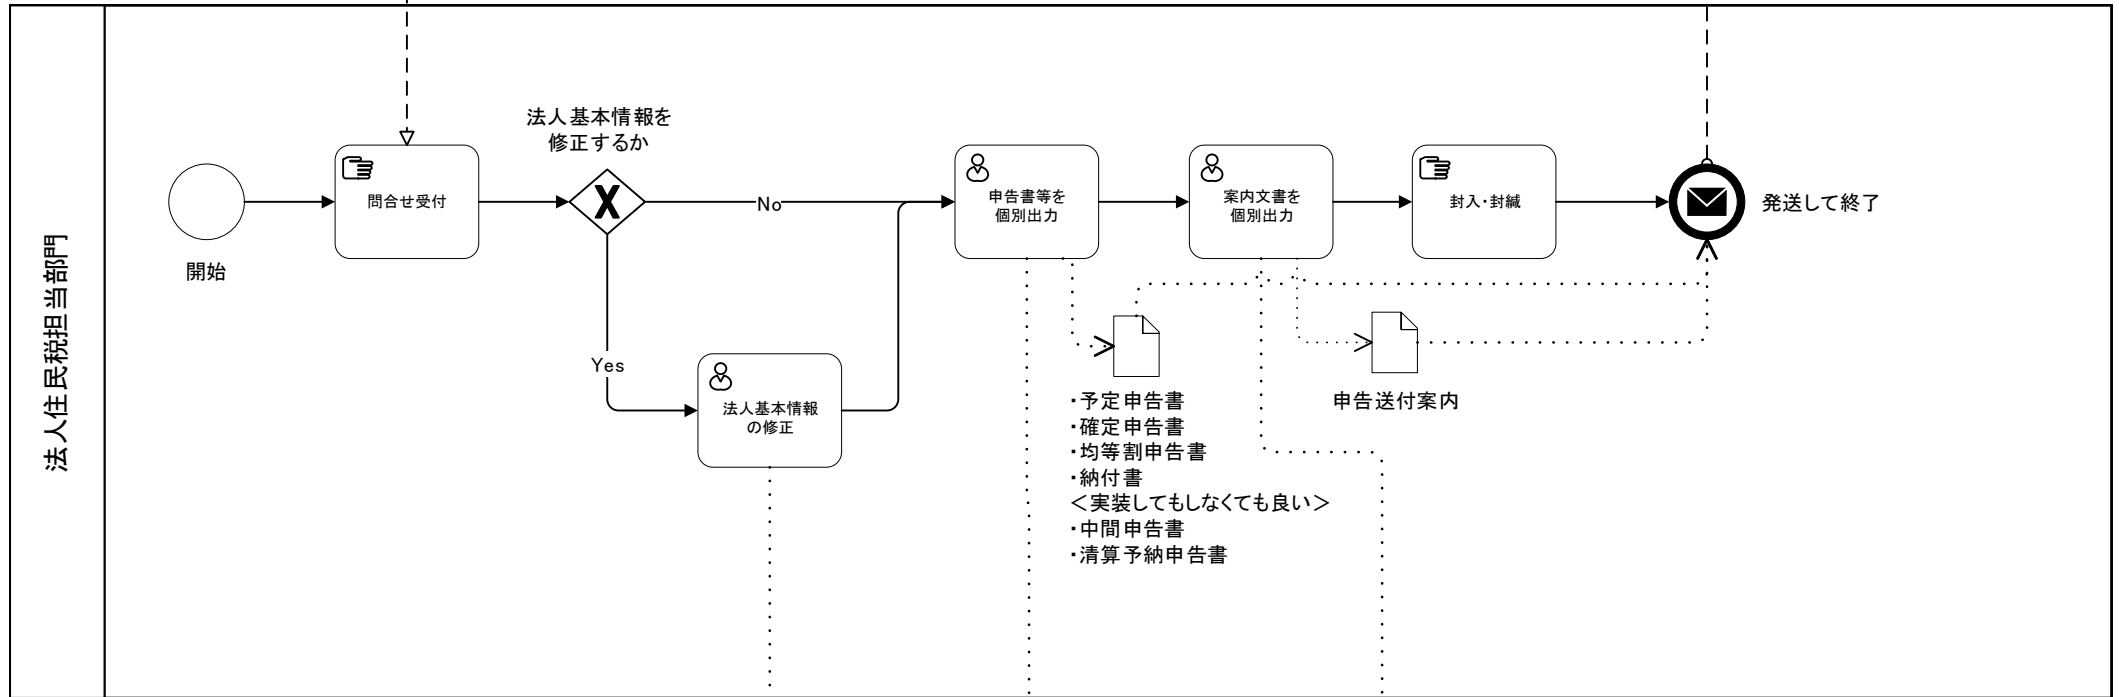 法人住民税担当部門
開始
問合せ受付
法人基本情報を
修正するか
No
Yes
法人基本情報
の修正
申告書等を
個別出力
案内文書を
個別出力
封入・封緘
発送して終了
・予定申告書
・確定申告書
・均等割申告書
・納付書
＜実装してもしなくても良い＞
・中間申告書
・清算予納申告書
申告送付案内